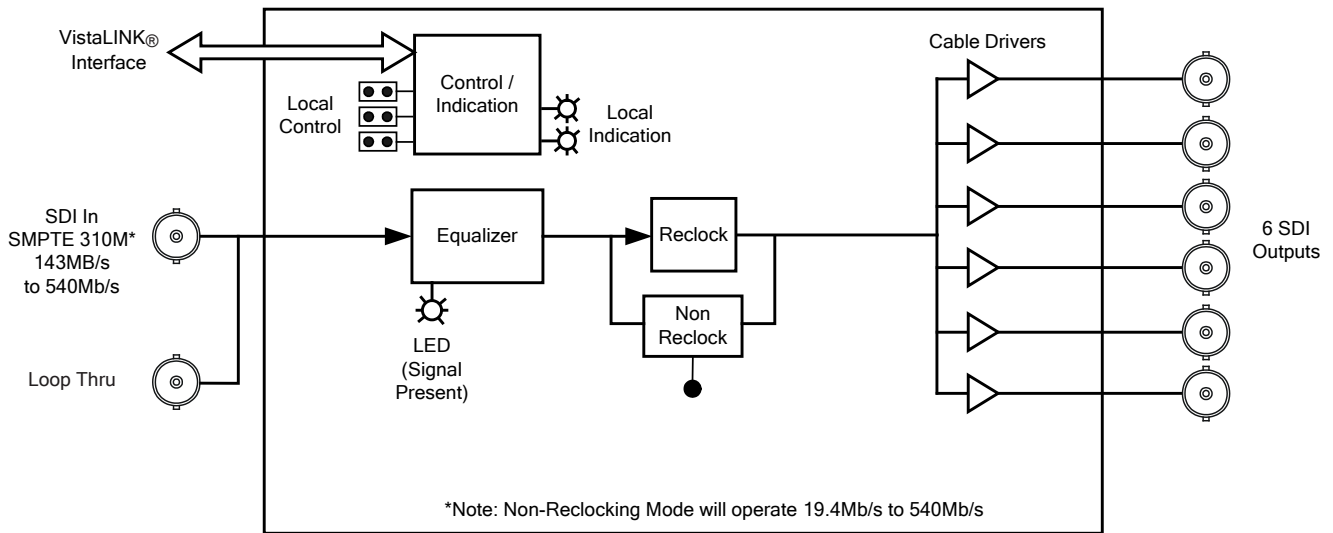 VistaLINK®
Interface
Control /
Indication
Local
Control
Local
Indication
Cable Drivers
SDI In
SMPTE 310M*
143MB/s
to 540Mb/s
Equalizer
LED
(Signal
Present)
Reclock
Non
Reclock
6 SDI
Outputs
Loop Thru
*Note: Non-Reclocking Mode will operate 19.4Mb/s to 540Mb/s